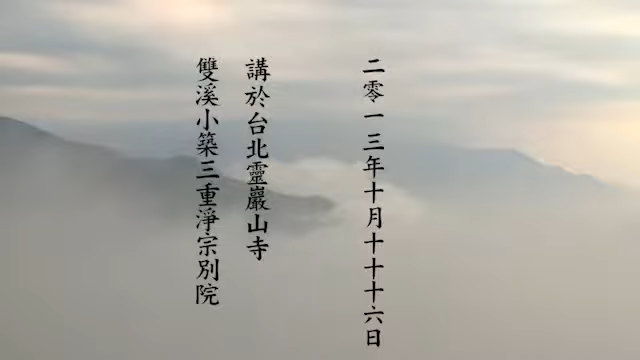 二零一三年十月十十十六日
講於台北靈巖山寺
雙溪小築三重淨宗別院